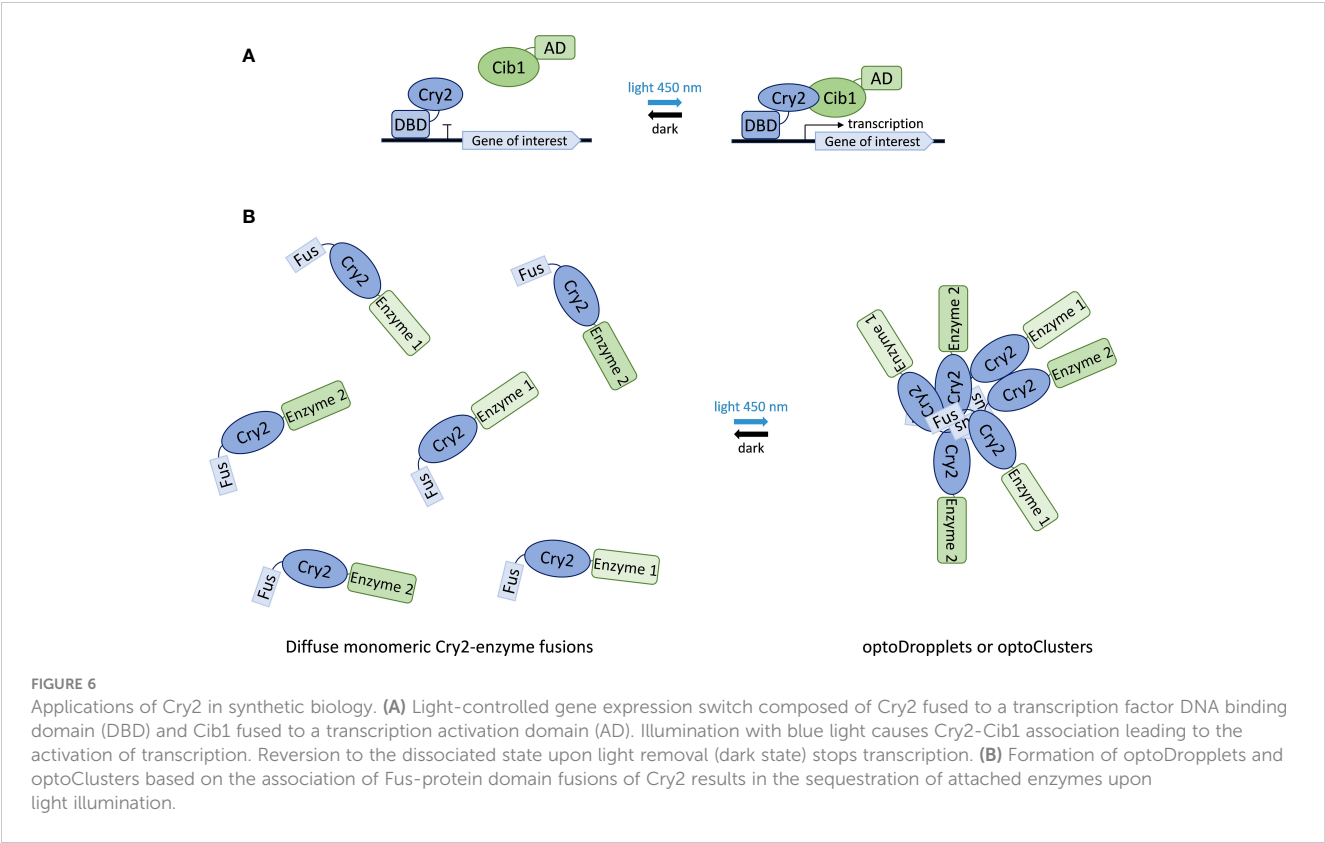 A
Cib1
AD
Cry2
DBD
Gene of interest
light 450 nm
dark
Cry2
Cib1
AD
DBD
transcription
Gene of interest
B
Fus
Cry2
Enzyme 1
Fus
Cry2
Enzyme 2
Fus
Cry2
Enzyme 2
Fus
Cry2
Enzyme 1
Fus
Cry2
Enzyme 2
Fus
Cry2
Enzyme 1
light 450 nm
dark
Enzyme 1
Cry2
Enzyme 2
Cry2
Enzyme 1
Cry2
Enzyme 2
Cry2
Fus
us
us
Cry2
Enzyme 1
Cry2
Enzyme 2
Diffuse monomeric Cry2-enzyme fusions
optoDropplets or optoClusters
FIGURE 6
Applications of Cry2 in synthetic biology. (A) Light-controlled gene expression switch composed of Cry2 fused to a transcription factor DNA binding
domain (DBD) and Cib1 fused to a transcription activation domain (AD). Illumination with blue light causes Cry2-Cib1 association leading to the
activation of transcription. Reversion to the dissociated state upon light removal (dark state) stops transcription. (B) Formation of optoDropplets and
optoClusters based on the association of Fus-protein domain fusions of Cry2 results in the sequestration of attached enzymes upon
light illumination.